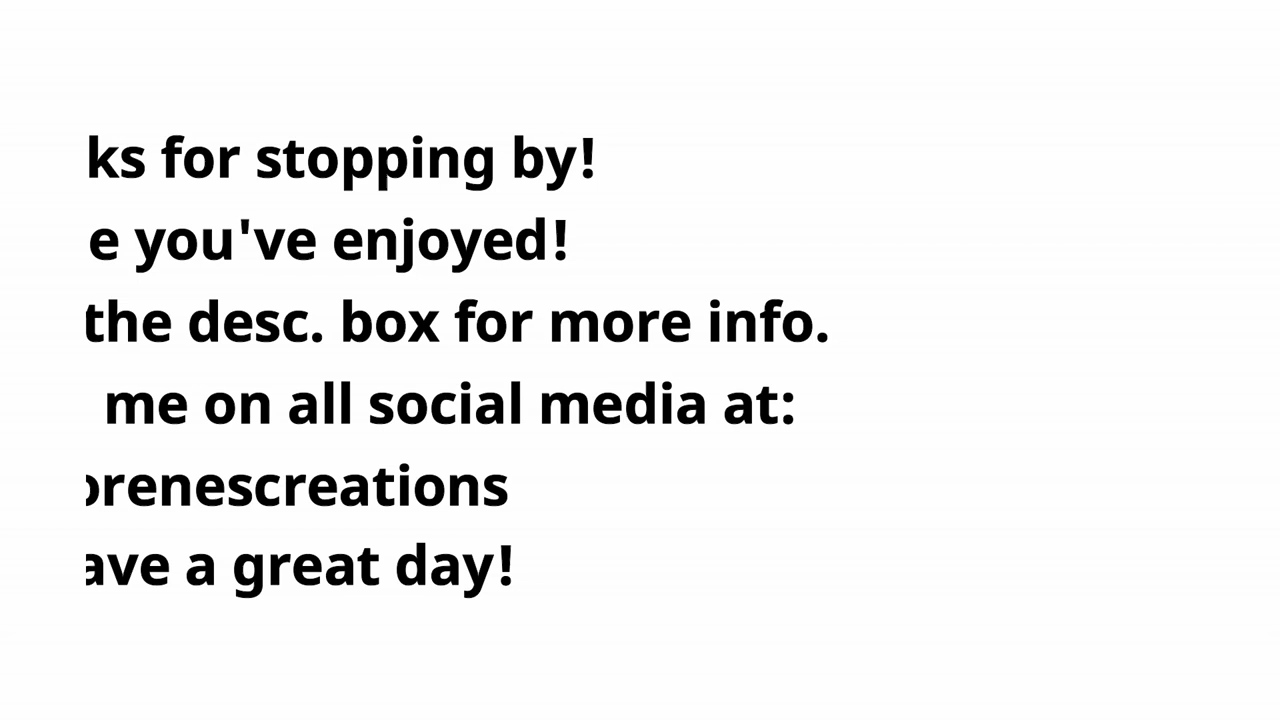 ks for stopping by!
e you've enjoyed!
the desc. box for more info.
me on all social media at:
orenescreations
ave a great day!